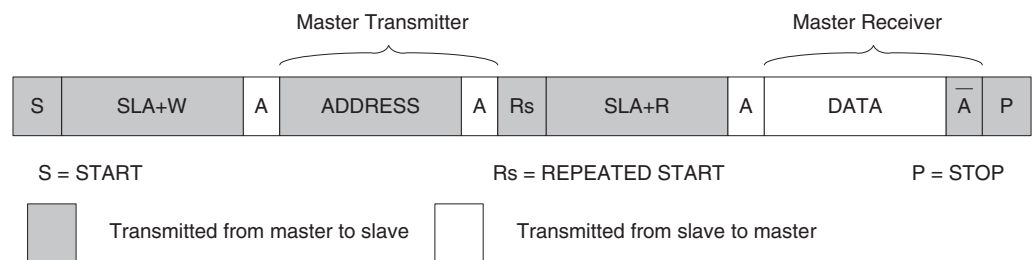 Master Transmitter Master Receiver
S SLA+W A ADDRESS A Rs SLA+R A DATA A̅ P
S = START Rs = REPEATED START P = STOP
Transmitted from master to slave Transmitted from slave to master